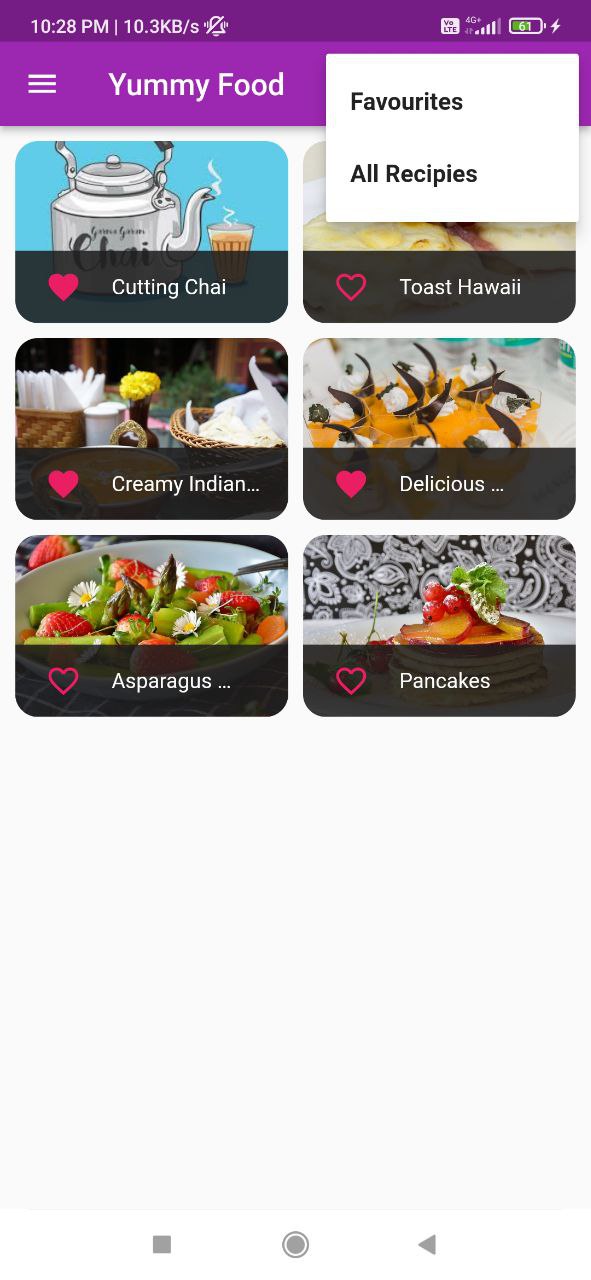 10:28 PM | 10.3KB/s
Vo
LTE
4G+
61
Yummy Food
Favourites
All Recipies
Garma Garam
Chai
Cutting Chai
Toast Hawaii
Creamy Indian...
Delicious ...
Asparagus ...
Pancakes